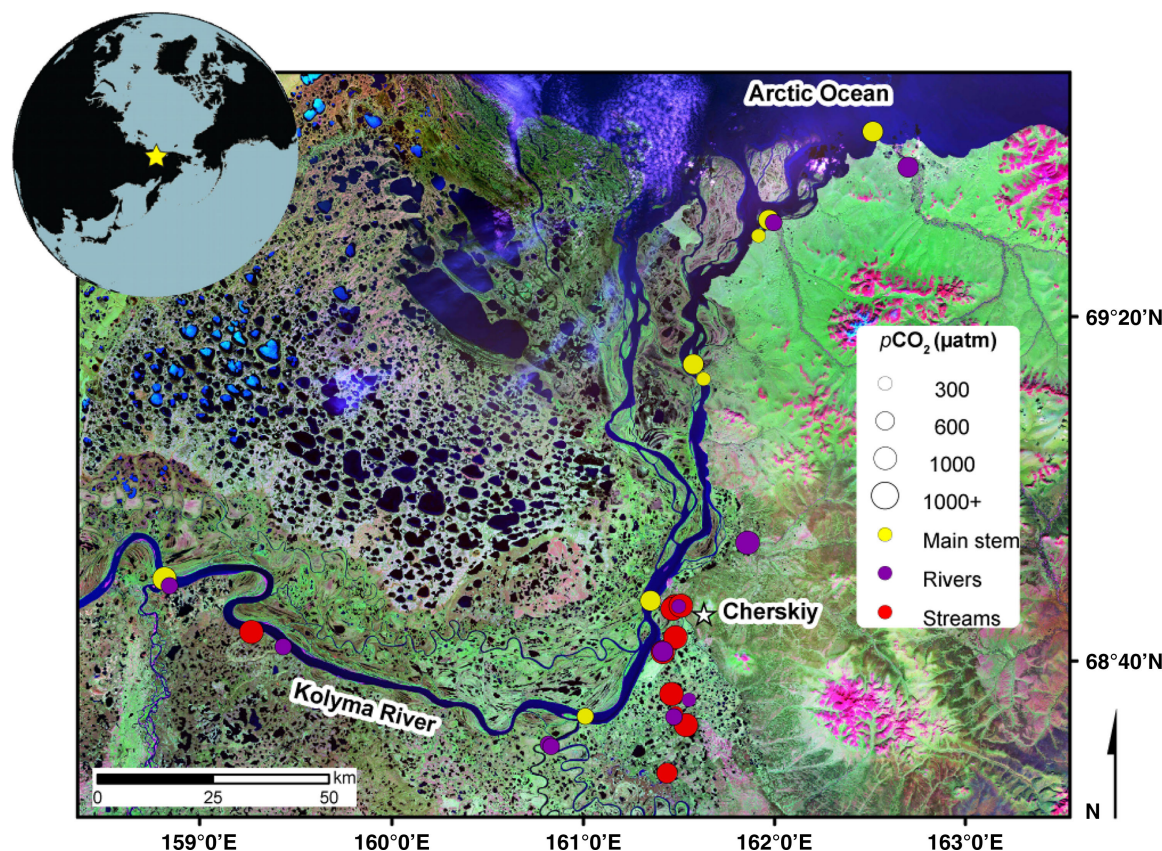 Arctic Ocean
69°20'N
pCO₂ (µatm)
300
600
1000
1000+
Main stem
Rivers
Streams
Cherskiy
68°40'N
Kolyma River
km
0 25 50
N
159°0'E 160°0'E 161°0'E 162°0'E 163°0'E